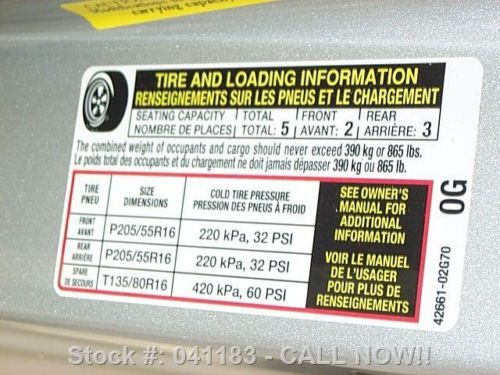 carrying capacity
TIRE AND LOADING INFORMATION
RENSEIGNEMENTS SUR LES PNEUS ET LE CHARGEMENT
SEATING CAPACITY TOTAL FRONT REAR
NOMBRE DE PLACES TOTAL: 5 AVANT: 2 ARRIÈRE: 3
The combined weight of occupants and cargo should never exceed 390 kg or 865 lbs.
Le poids total des occupants et du chargement ne doit jamais dépasser 390 kg ou 865 lb.
TIRE PNEU
SIZE DIMENSIONS
COLD TIRE PRESSURE
PRESSION DES PNEUS À FROID
FRONT AVANT P205/55R16 220 kPa, 32 PSI
REAR ARRIÈRE P205/55R16 220 kPa, 32 PSI
SPARE DE SECOURS T135/80R16 420 kPa, 60 PSI
SEE OWNER'S
MANUAL FOR
ADDITIONAL
INFORMATION
VOIR LE MANUEL
DE L'USAGER
POUR PLUS DE
RENSEIGNEMENTS
0G
42661-02G70
Stock #: 041183 - CALL NOW!!